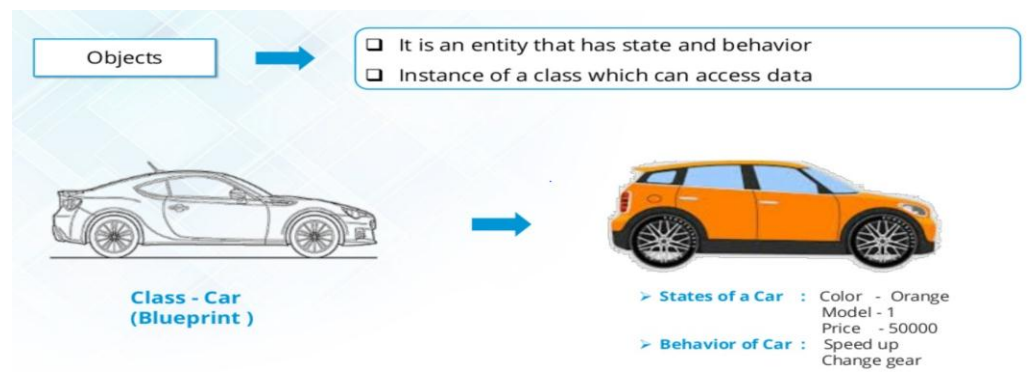 Objects
❑ It is an entity that has state and behavior
❑ Instance of a class which can access data
Class - Car
(Blueprint )
➢ States of a Car : Color - Orange
Model - 1
Price - 50000
➢ Behavior of Car : Speed up
Change gear